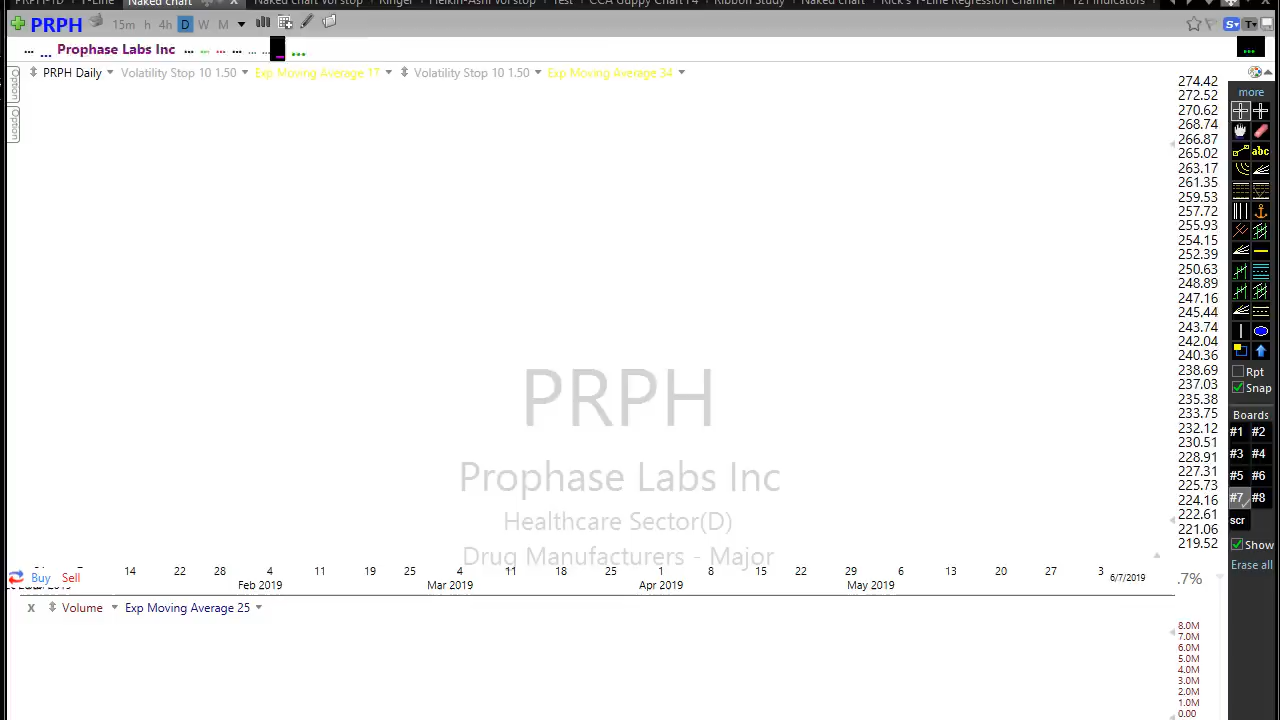 PRPH-TD T-Line Naked chart Naked chart Vol stop Ringer Heikin-Ashi Vol stop Test CCA Guppy Chart F4 Ribbon Study Naked chart Rick's T-Line Regression Channel T21 Indicators
PRPH 15m h 4h D W M S T
... ... Prophase Labs Inc ... ... ... ... ... ... ... ...
PRPH Daily Volatility Stop 10 1.50 Exp Moving Average 17 Volatility Stop 10 1.50 Exp Moving Average 34
Option
Option
274.42
272.52
270.62
268.74
266.87
265.02
263.17
261.35
259.53
257.72
255.93
254.15
252.39
250.63
248.89
247.16
245.44
243.74
242.04
240.36
238.69
237.03
235.38
233.75
232.12
230.51
228.91
227.31
225.73
224.16
222.61
221.06
219.52
.7%
more
abc
Rpt
Snap
Boards
#1 #2
#3 #4
#5 #6
#7 #8
scr
Show
Erase all
PRPH
Prophase Labs Inc
Healthcare Sector(D)
Drug Manufacturers - Major
Buy Sell
14 22 28 4 11 19 25 4 11 18 25 1 8 15 22 29 6 13 20 27 3 6/7/2019
Feb 2019 Mar 2019 Apr 2019 May 2019
x Volume Exp Moving Average 25
8.0M
7.0M
6.0M
5.0M
4.0M
3.0M
2.0M
1.0M
0.00